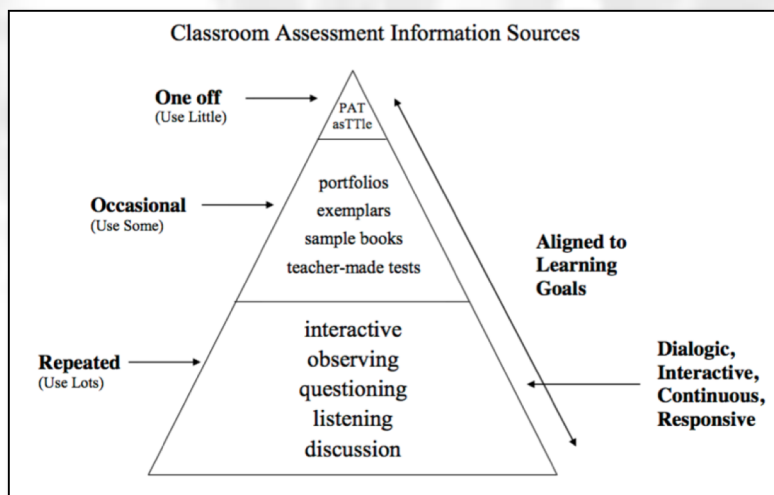 Classroom Assessment Information Sources
One off
(Use Little)
PAT
asTTle
Occasional
(Use Some)
portfolios
exemplars
sample books
teacher-made tests
Aligned to
Learning
Goals
Repeated
(Use Lots)
interactive
observing
questioning
listening
discussion
Dialogic,
Interactive,
Continuous,
Responsive